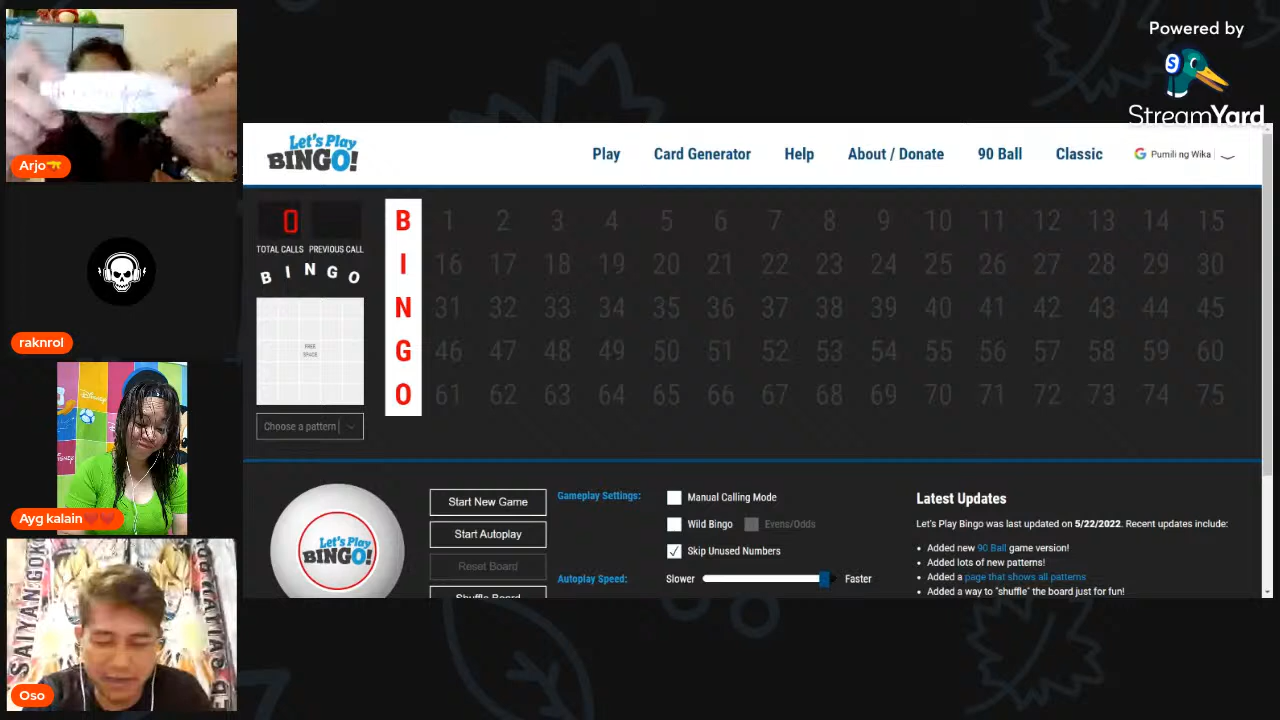 Powered by
StreamYard
Arjo
raknrol
Ayg kalain
Oso
Let's Play
BINGO!
Play
Card Generator
Help
About / Donate
90 Ball
Classic
G Pumili ng Wika
0
TOTAL CALLS PREVIOUS CALL
B I N G O
FREE
SPACE
Choose a pattern
B 1 2 3 4 5 6 7 8 9 10 11 12 13 14 15
I 16 17 18 19 20 21 22 23 24 25 26 27 28 29 30
N 31 32 33 34 35 36 37 38 39 40 41 42 43 44 45
G 46 47 48 49 50 51 52 53 54 55 56 57 58 59 60
O 61 62 63 64 65 66 67 68 69 70 71 72 73 74 75
Let's Play
BINGO!
Start New Game
Start Autoplay
Reset Board
Shuffle Board
Gameplay Settings:
Manual Calling Mode
Wild Bingo
Evens/Odds
Skip Unused Numbers
Autoplay Speed:
Slower
Faster
Latest Updates
Let's Play Bingo was last updated on 5/22/2022. Recent updates include:
Added new 90 Ball game version!
Added lots of new patterns!
Added a page that shows all patterns
Added a way to "shuffle" the board just for fun!
SAIYAN GOKO